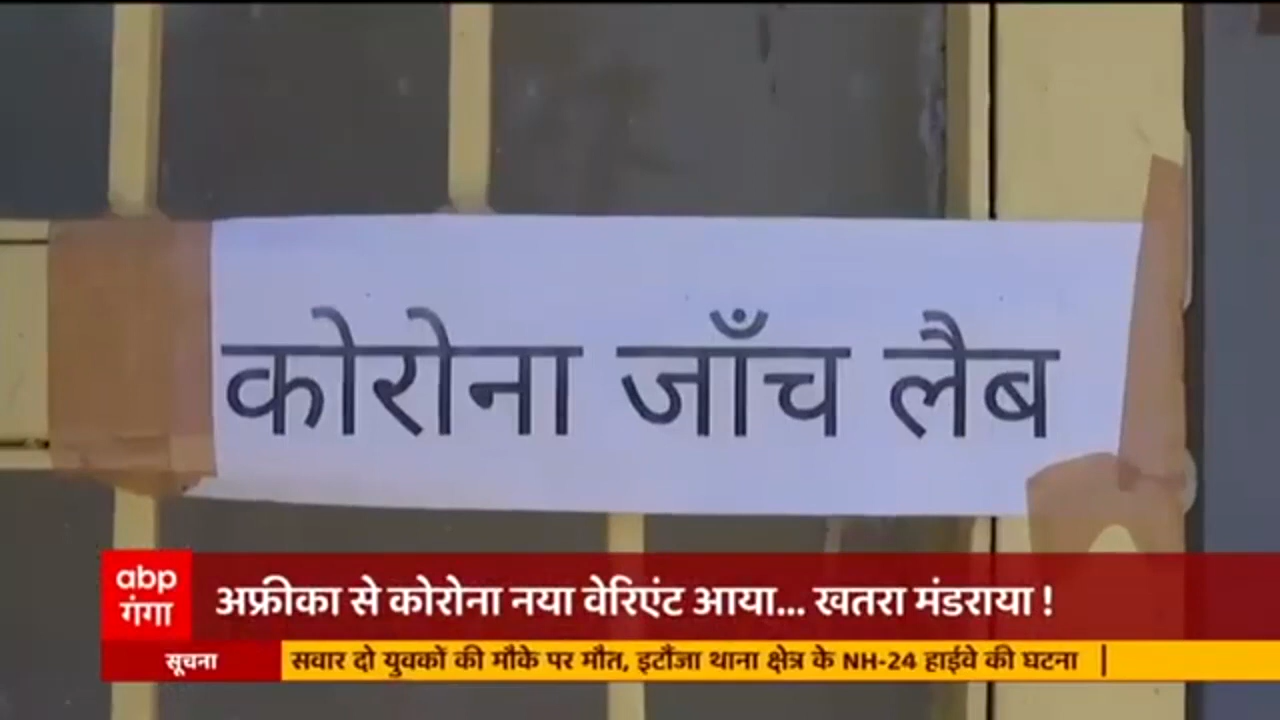 कोरोना जाँच लैब
abp
गंगा
अफ्रीका से कोरोना नया वेरिएंट आया... खतरा मंडराया !
सूचना
सवार दो युवकों की मौके पर मौत, इटौंजा थाना क्षेत्र के NH-24 हाईवे की घटना